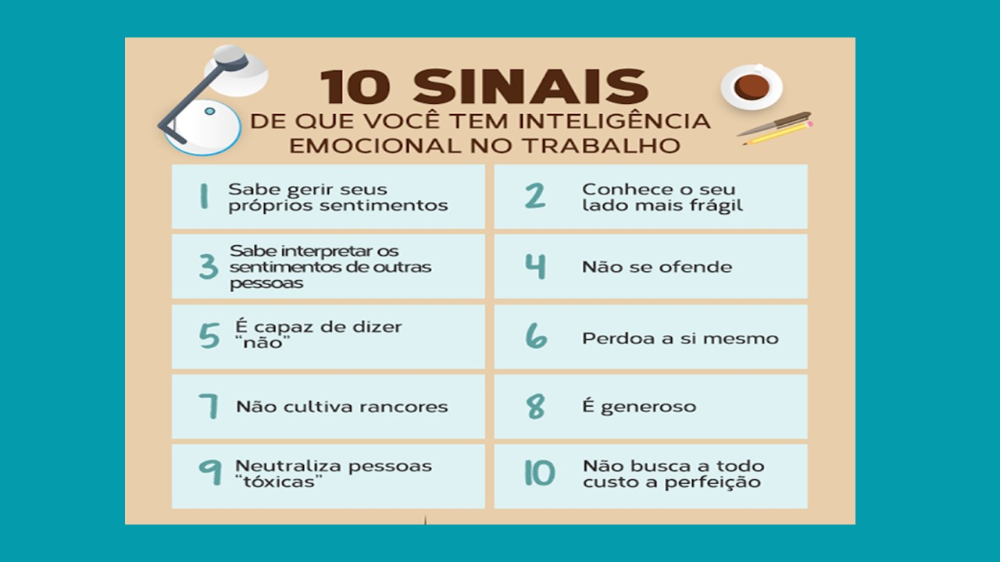 10 SINAIS
DE QUE VOCÊ TEM INTELIGÊNCIA
EMOCIONAL NO TRABALHO
1 Sabe gerir seus
próprios sentimentos
2 Conhece o seu
lado mais frágil
3 Sabe interpretar os
sentimentos de outras
pessoas
4 Não se ofende
5 É capaz de dizer
“não”
6 Perdoa a si mesmo
7 Não cultiva rancores
8 É generoso
9 Neutraliza pessoas
“tóxicas”
10 Não busca a todo
custo a perfeição